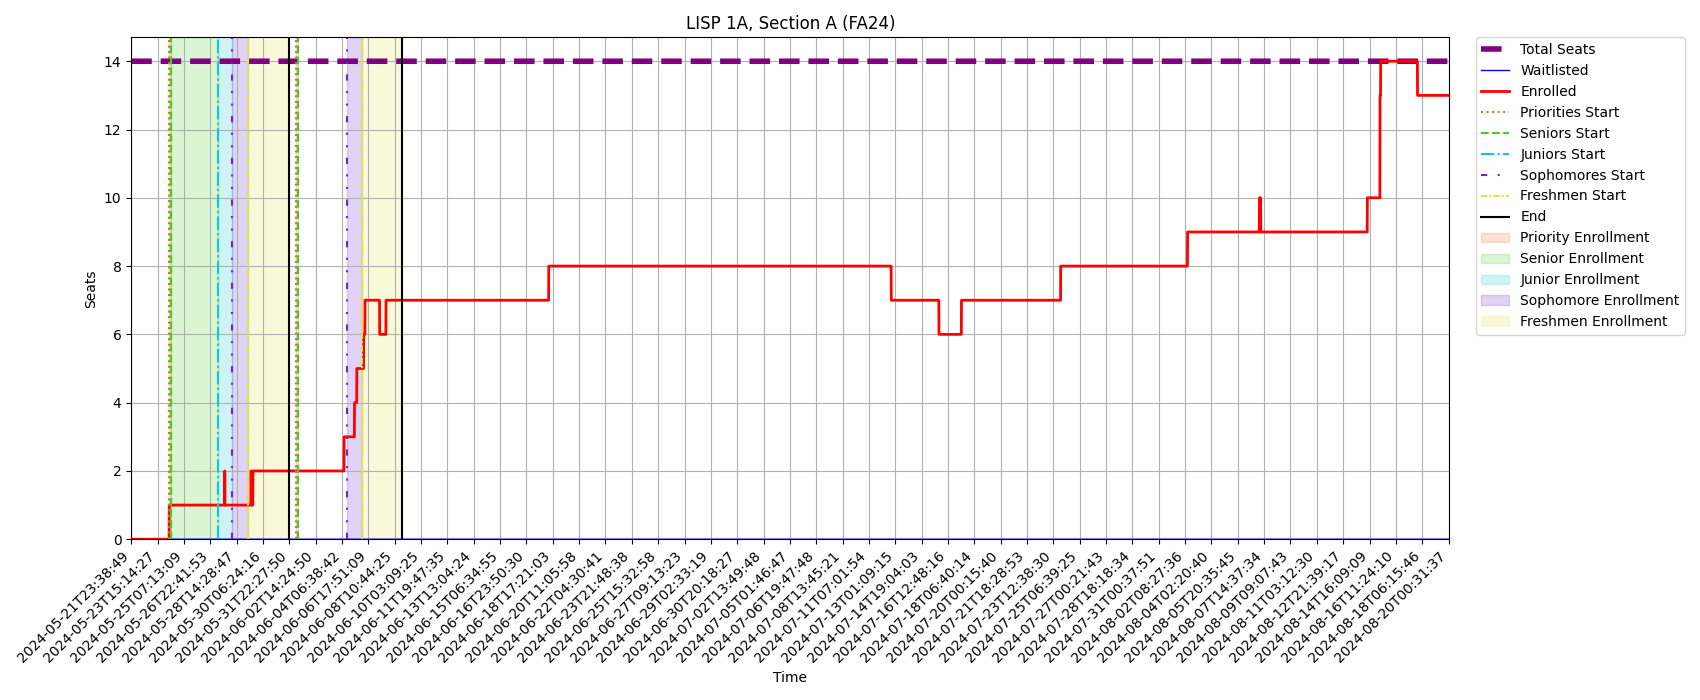 LISP 1A, Section A (FA24)
Total Seats
Waitlisted
Enrolled
Priorities Start
Seniors Start
Juniors Start
Sophomores Start
Freshmen Start
End
Priority Enrollment
Senior Enrollment
Junior Enrollment
Sophomore Enrollment
Freshmen Enrollment
Seats
14
12
10
8
6
4
2
0
2024-05-21T23:38:49
2024-05-23T15:14:27
2024-05-25T07:13:09
2024-05-26T22:41:53
2024-05-28T14:28:47
2024-05-30T06:24:16
2024-05-31T22:27:50
2024-06-02T14:24:50
2024-06-04T06:38:42
2024-06-06T17:51:09
2024-06-08T10:44:25
2024-06-10T03:09:25
2024-06-11T19:47:35
2024-06-13T13:04:24
2024-06-15T06:34:55
2024-06-16T23:50:30
2024-06-18T17:21:03
2024-06-20T11:05:58
2024-06-22T04:30:41
2024-06-23T21:48:38
2024-06-25T15:32:58
2024-06-27T09:13:23
2024-06-29T02:33:19
2024-06-30T20:18:27
2024-07-02T13:49:48
2024-07-05T01:46:47
2024-07-06T19:47:48
2024-07-08T13:45:21
2024-07-11T07:01:54
2024-07-13T01:09:15
2024-07-14T19:04:03
2024-07-16T12:48:16
2024-07-18T06:40:14
2024-07-20T00:15:40
2024-07-21T18:28:53
2024-07-23T12:38:30
2024-07-25T06:39:25
2024-07-27T00:21:43
2024-07-28T18:18:34
2024-07-31T00:37:51
2024-08-02T08:27:36
2024-08-04T02:20:40
2024-08-05T20:35:45
2024-08-07T14:37:34
2024-08-09T09:07:43
2024-08-11T03:12:30
2024-08-12T21:39:17
2024-08-14T16:09:09
2024-08-16T11:24:10
2024-08-18T06:15:46
2024-08-20T00:31:37
Time